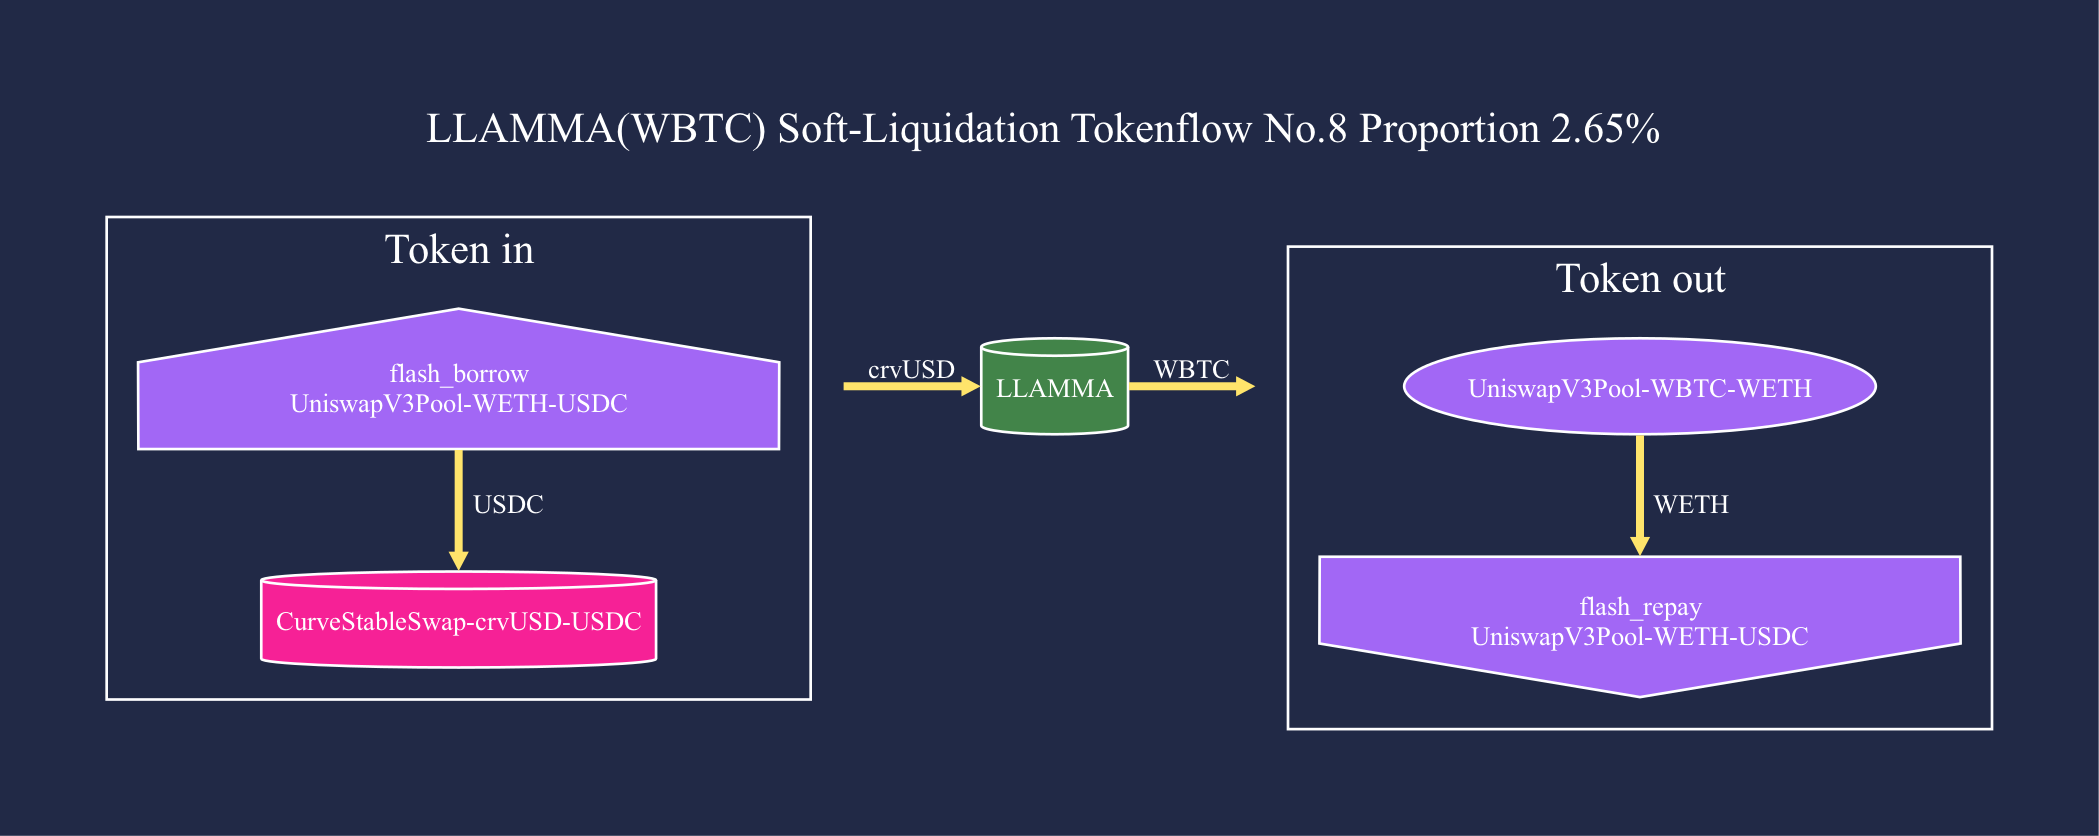 LLAMMA(WBTC) Soft-Liquidation Tokenflow No.8 Proportion 2.65%
Token in
flash_borrow
UniswapV3Pool-WETH-USDC
USDC
CurveStableSwap-crvUSD-USDC
crvUSD
LLAMMA
WBTC
Token out
UniswapV3Pool-WBTC-WETH
WETH
flash_repay
UniswapV3Pool-WETH-USDC